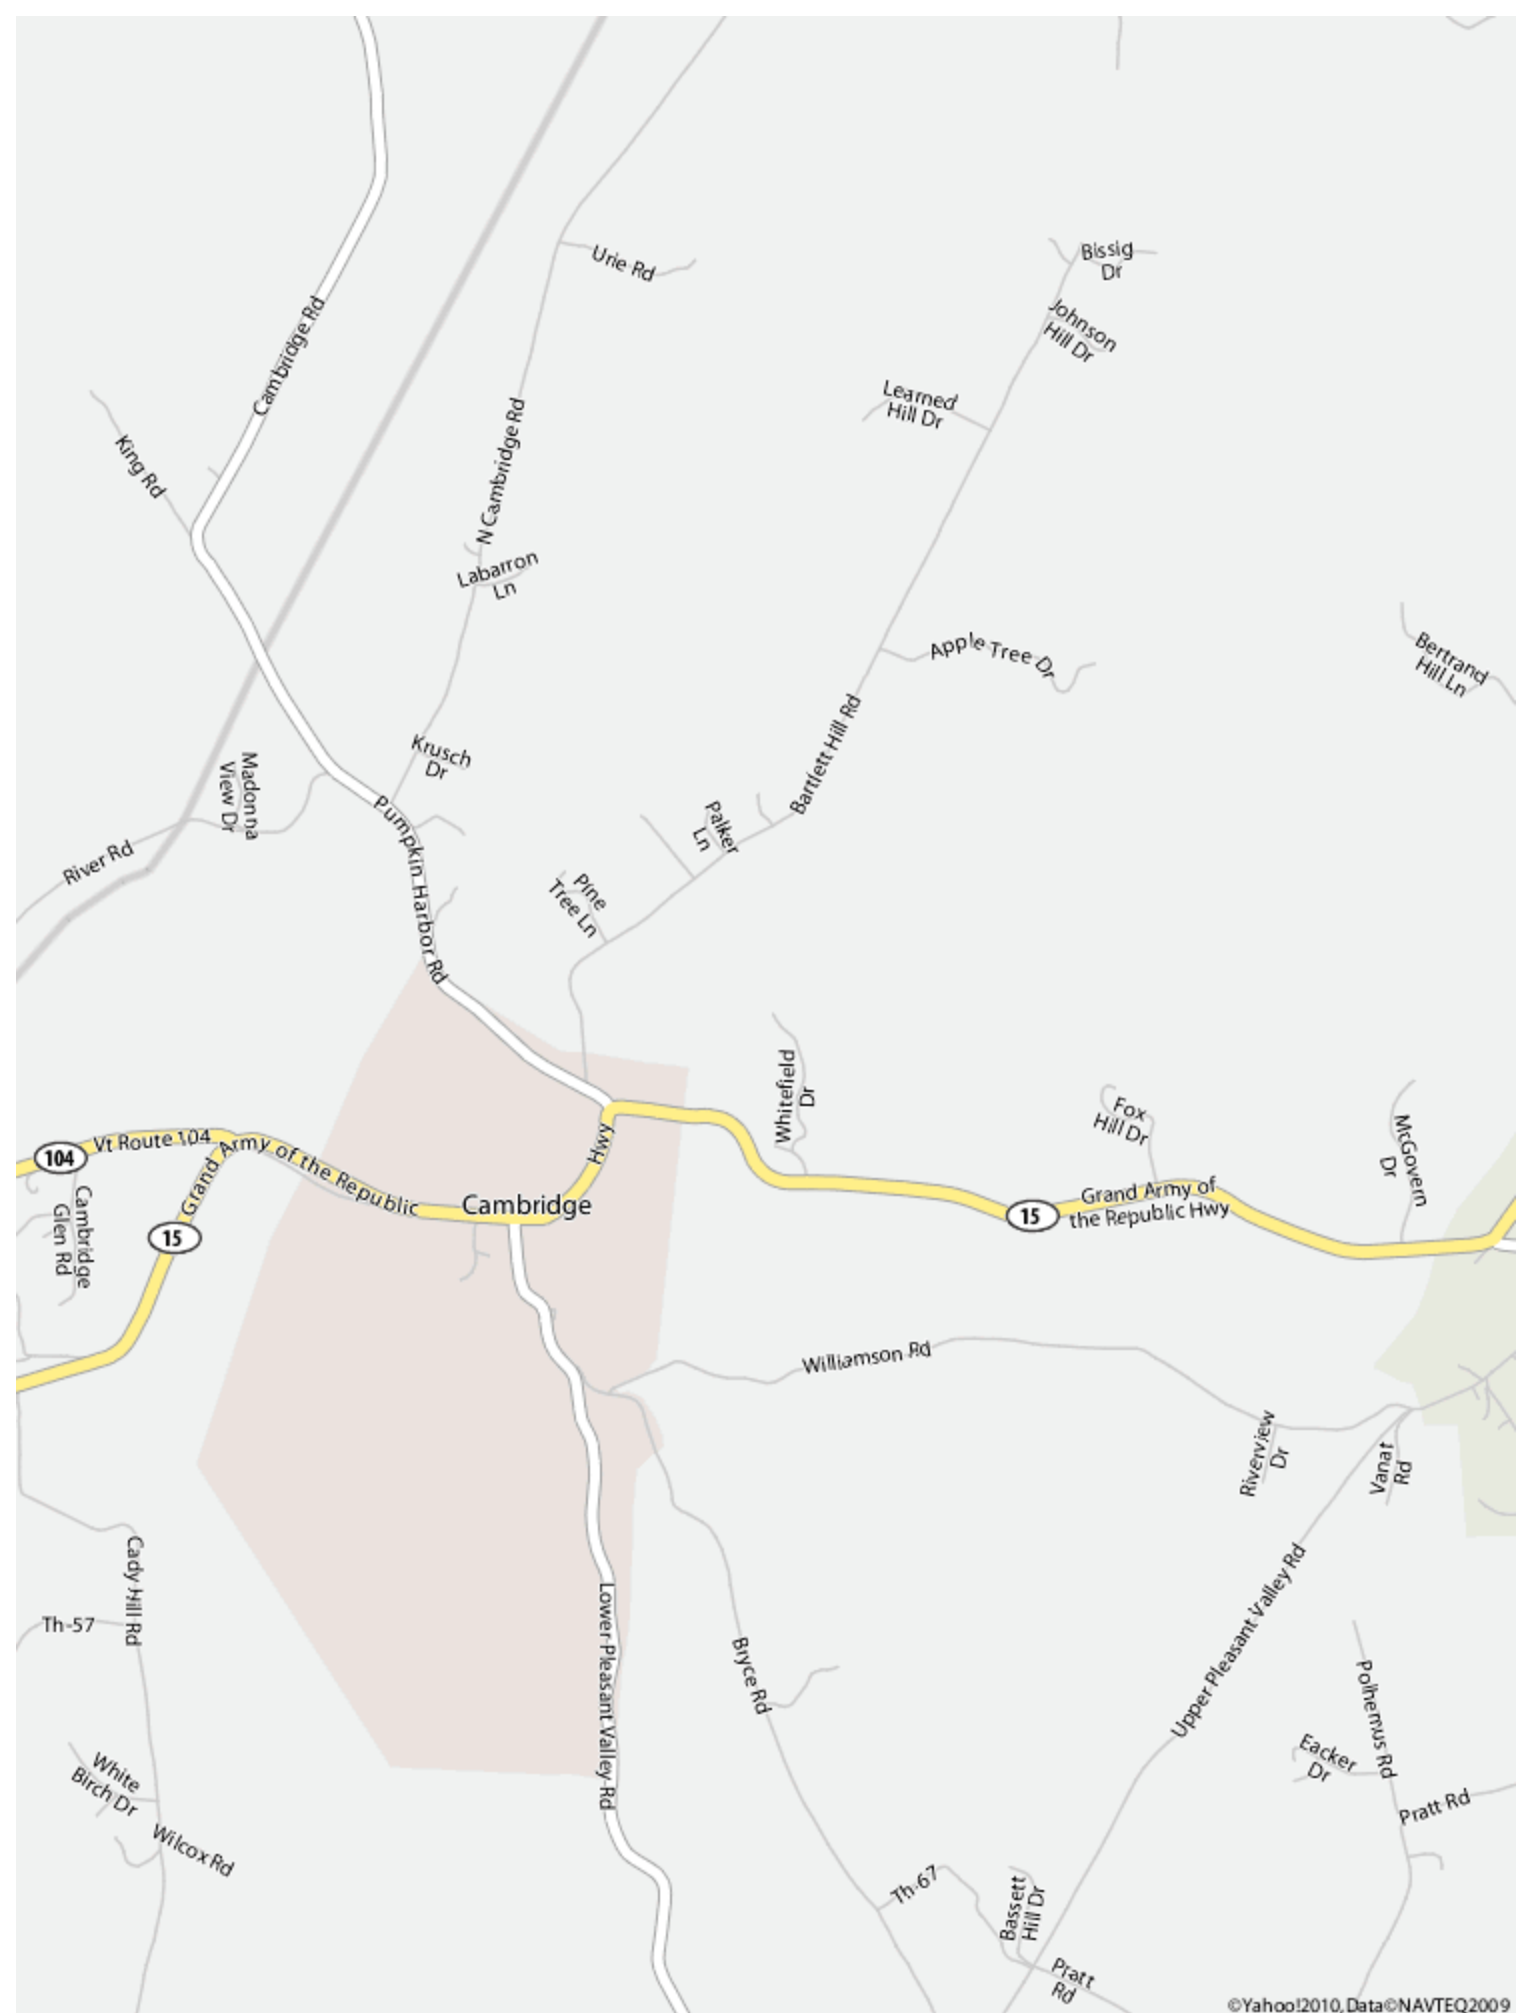 Urie Rd
Bissig
Dr
Johnson
Hill Dr
Cambridge Rd
Learned
Hill Dr
King Rd
N Cambridge Rd
Labarron
Ln
Apple Tree Dr
Bertrand
Hill Ln
Bartlett Hill Rd
Krusch
Dr
Madonna
View Dr
Pumpkin Harbor Rd
Palker
Ln
River Rd
Pine
Tree Ln
Whitefield
Dr
Fox
Hill Dr
McGovern
Dr
104
Vt Route 104
Grand Army of the Republic
Hwy
Cambridge
15
Grand Army of
the Republic Hwy
15
Cambridge
Glen Rd
Williamson Rd
Riverview
Dr
Vanat
Rd
Cady Hill Rd
Th-57
Lower Pleasant Valley Rd
Bryce Rd
Upper Pleasant Valley Rd
Polhemus Rd
Eacker
Dr
Pratt Rd
White
Birch Dr
Wilcox Rd
Th-67
Bassett
Hill Dr
Pratt
Rd
©Yahoo!2010, Data©NAVTEQ2009